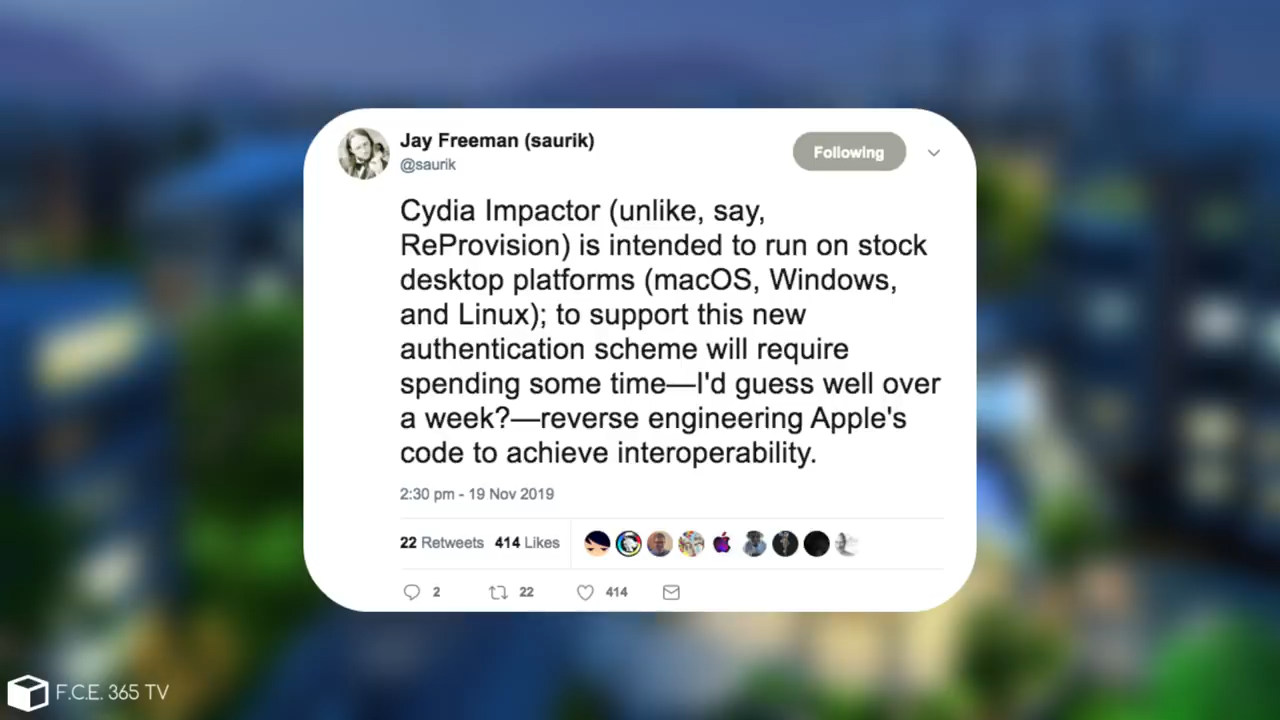 Jay Freeman (saurik)
@saurik
Following
Cydia Impactor (unlike, say,
ReProvision) is intended to run on stock
desktop platforms (macOS, Windows,
and Linux); to support this new
authentication scheme will require
spending some time—I'd guess well over
a week?—reverse engineering Apple's
code to achieve interoperability.
2:30 pm - 19 Nov 2019
22 Retweets 414 Likes
2 22 414
F.C.E. 365 TV